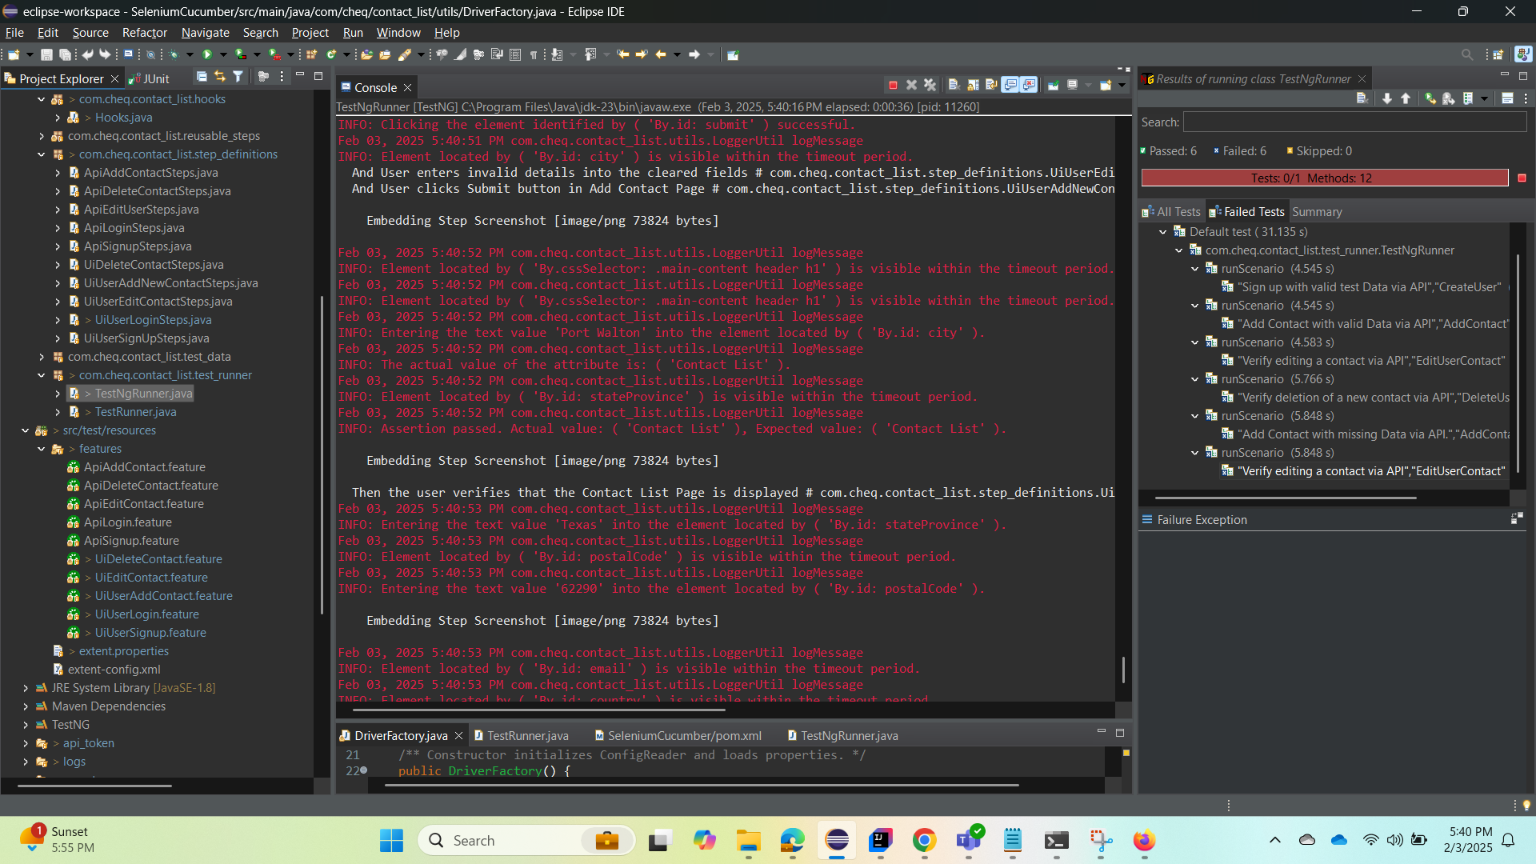 eclipse-workspace - SeleniumCucumber/src/main/java/com/cheq/contact_list/utils/DriverFactory.java - Eclipse IDE
File Edit Source Refactor Navigate Search Project Run Window Help
Project Explorer JUnit
com.cheq.contact_list.hooks
> Hooks.java
com.cheq.contact_list.reusable_steps
> com.cheq.contact_list.step_definitions
ApiAddContactSteps.java
ApiDeleteContactSteps.java
ApiEditUserSteps.java
ApiLoginSteps.java
ApiSignupSteps.java
UiDeleteContactSteps.java
UiUserAddNewContactSteps.java
UiUserEditContactSteps.java
> UiUserLoginSteps.java
UiUserSignUpSteps.java
com.cheq.contact_list.test_data
> com.cheq.contact_list.test_runner
> TestNgRunner.java
> TestRunner.java
> src/test/resources
> features
ApiAddContact.feature
ApiDeleteContact.feature
ApiEditContact.feature
ApiLogin.feature
ApiSignup.feature
> UiDeleteContact.feature
> UiEditContact.feature
> UiUserAddContact.feature
> UiUserLogin.feature
> UiUserSignup.feature
> extent.properties
extent-config.xml
JRE System Library [JavaSE-1.8]
Maven Dependencies
TestNG
> api_token
> logs
Console
TestNgRunner [TestNG] C:\Program Files\Java\jdk-23\bin\javaw.exe (Feb 3, 2025, 5:40:16 PM elapsed: 0:00:36) [pid: 11260]
INFO: Clicking the element identified by ( 'By.id: submit' ) successful.
Feb 03, 2025 5:40:51 PM com.cheq.contact_list.utils.LoggerUtil logMessage
INFO: Element located by ( 'By.id: city' ) is visible within the timeout period.
And User enters invalid details into the cleared fields # com.cheq.contact_list.step_definitions.UiUserEdi
And User clicks Submit button in Add Contact Page # com.cheq.contact_list.step_definitions.UiUserAddNewCon
Embedding Step Screenshot [image/png 73824 bytes]
Feb 03, 2025 5:40:52 PM com.cheq.contact_list.utils.LoggerUtil logMessage
INFO: Element located by ( 'By.cssSelector: .main-content header h1' ) is visible within the timeout period.
Feb 03, 2025 5:40:52 PM com.cheq.contact_list.utils.LoggerUtil logMessage
INFO: Element located by ( 'By.cssSelector: .main-content header h1' ) is visible within the timeout period.
Feb 03, 2025 5:40:52 PM com.cheq.contact_list.utils.LoggerUtil logMessage
INFO: Entering the text value 'Port Walton' into the element located by ( 'By.id: city' ).
Feb 03, 2025 5:40:52 PM com.cheq.contact_list.utils.LoggerUtil logMessage
INFO: The actual value of the attribute is: ( 'Contact List' ).
Feb 03, 2025 5:40:52 PM com.cheq.contact_list.utils.LoggerUtil logMessage
INFO: Element located by ( 'By.id: stateProvince' ) is visible within the timeout period.
Feb 03, 2025 5:40:52 PM com.cheq.contact_list.utils.LoggerUtil logMessage
INFO: Assertion passed. Actual value: ( 'Contact List' ), Expected value: ( 'Contact List' ).
Embedding Step Screenshot [image/png 73824 bytes]
Then the user verifies that the Contact List Page is displayed # com.cheq.contact_list.step_definitions.Ui
Feb 03, 2025 5:40:53 PM com.cheq.contact_list.utils.LoggerUtil logMessage
INFO: Entering the text value 'Texas' into the element located by ( 'By.id: stateProvince' ).
Feb 03, 2025 5:40:53 PM com.cheq.contact_list.utils.LoggerUtil logMessage
INFO: Element located by ( 'By.id: postalCode' ) is visible within the timeout period.
Feb 03, 2025 5:40:53 PM com.cheq.contact_list.utils.LoggerUtil logMessage
INFO: Entering the text value '62290' into the element located by ( 'By.id: postalCode' ).
Embedding Step Screenshot [image/png 73824 bytes]
Feb 03, 2025 5:40:53 PM com.cheq.contact_list.utils.LoggerUtil logMessage
INFO: Element located by ( 'By.id: email' ) is visible within the timeout period.
Feb 03, 2025 5:40:53 PM com.cheq.contact_list.utils.LoggerUtil logMessage
INFO: Element located by ( 'By.id: country' ) is visible within the timeout period
DriverFactory.java TestRunner.java SeleniumCucumber/pom.xml TestNgRunner.java
21 /** Constructor initializes ConfigReader and loads properties. */
22 public DriverFactory() {
Results of running class TestNgRunner
Search:
Passed: 6 Failed: 6 Skipped: 0
Tests: 0/1 Methods: 12
All Tests Failed Tests Summary
Default test ( 31.135 s)
com.cheq.contact_list.test_runner.TestNgRunner
runScenario (4.545 s)
"Sign up with valid test Data via API","CreateUser" (
runScenario (4.545 s)
"Add Contact with valid Data via API","AddContact"
runScenario (4.583 s)
"Verify editing a contact via API","EditUserContact"
runScenario (5.766 s)
"Verify deletion of a new contact via API","DeleteUs
runScenario (5.848 s)
"Add Contact with missing Data via API.","AddConta
runScenario (5.848 s)
"Verify editing a contact via API","EditUserContact"
Failure Exception
1
Sunset
5:55 PM
Search
5:40 PM
2/3/2025